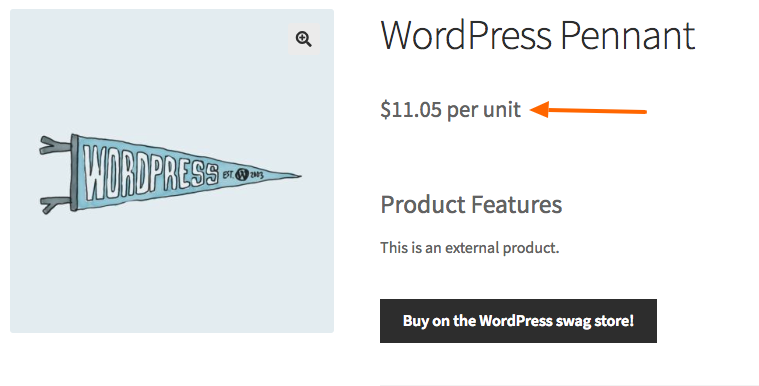 WordPress Pennant
$11.05 per unit
WORDPRESS EST. W 2003
Product Features
This is an external product.
Buy on the WordPress swag store!